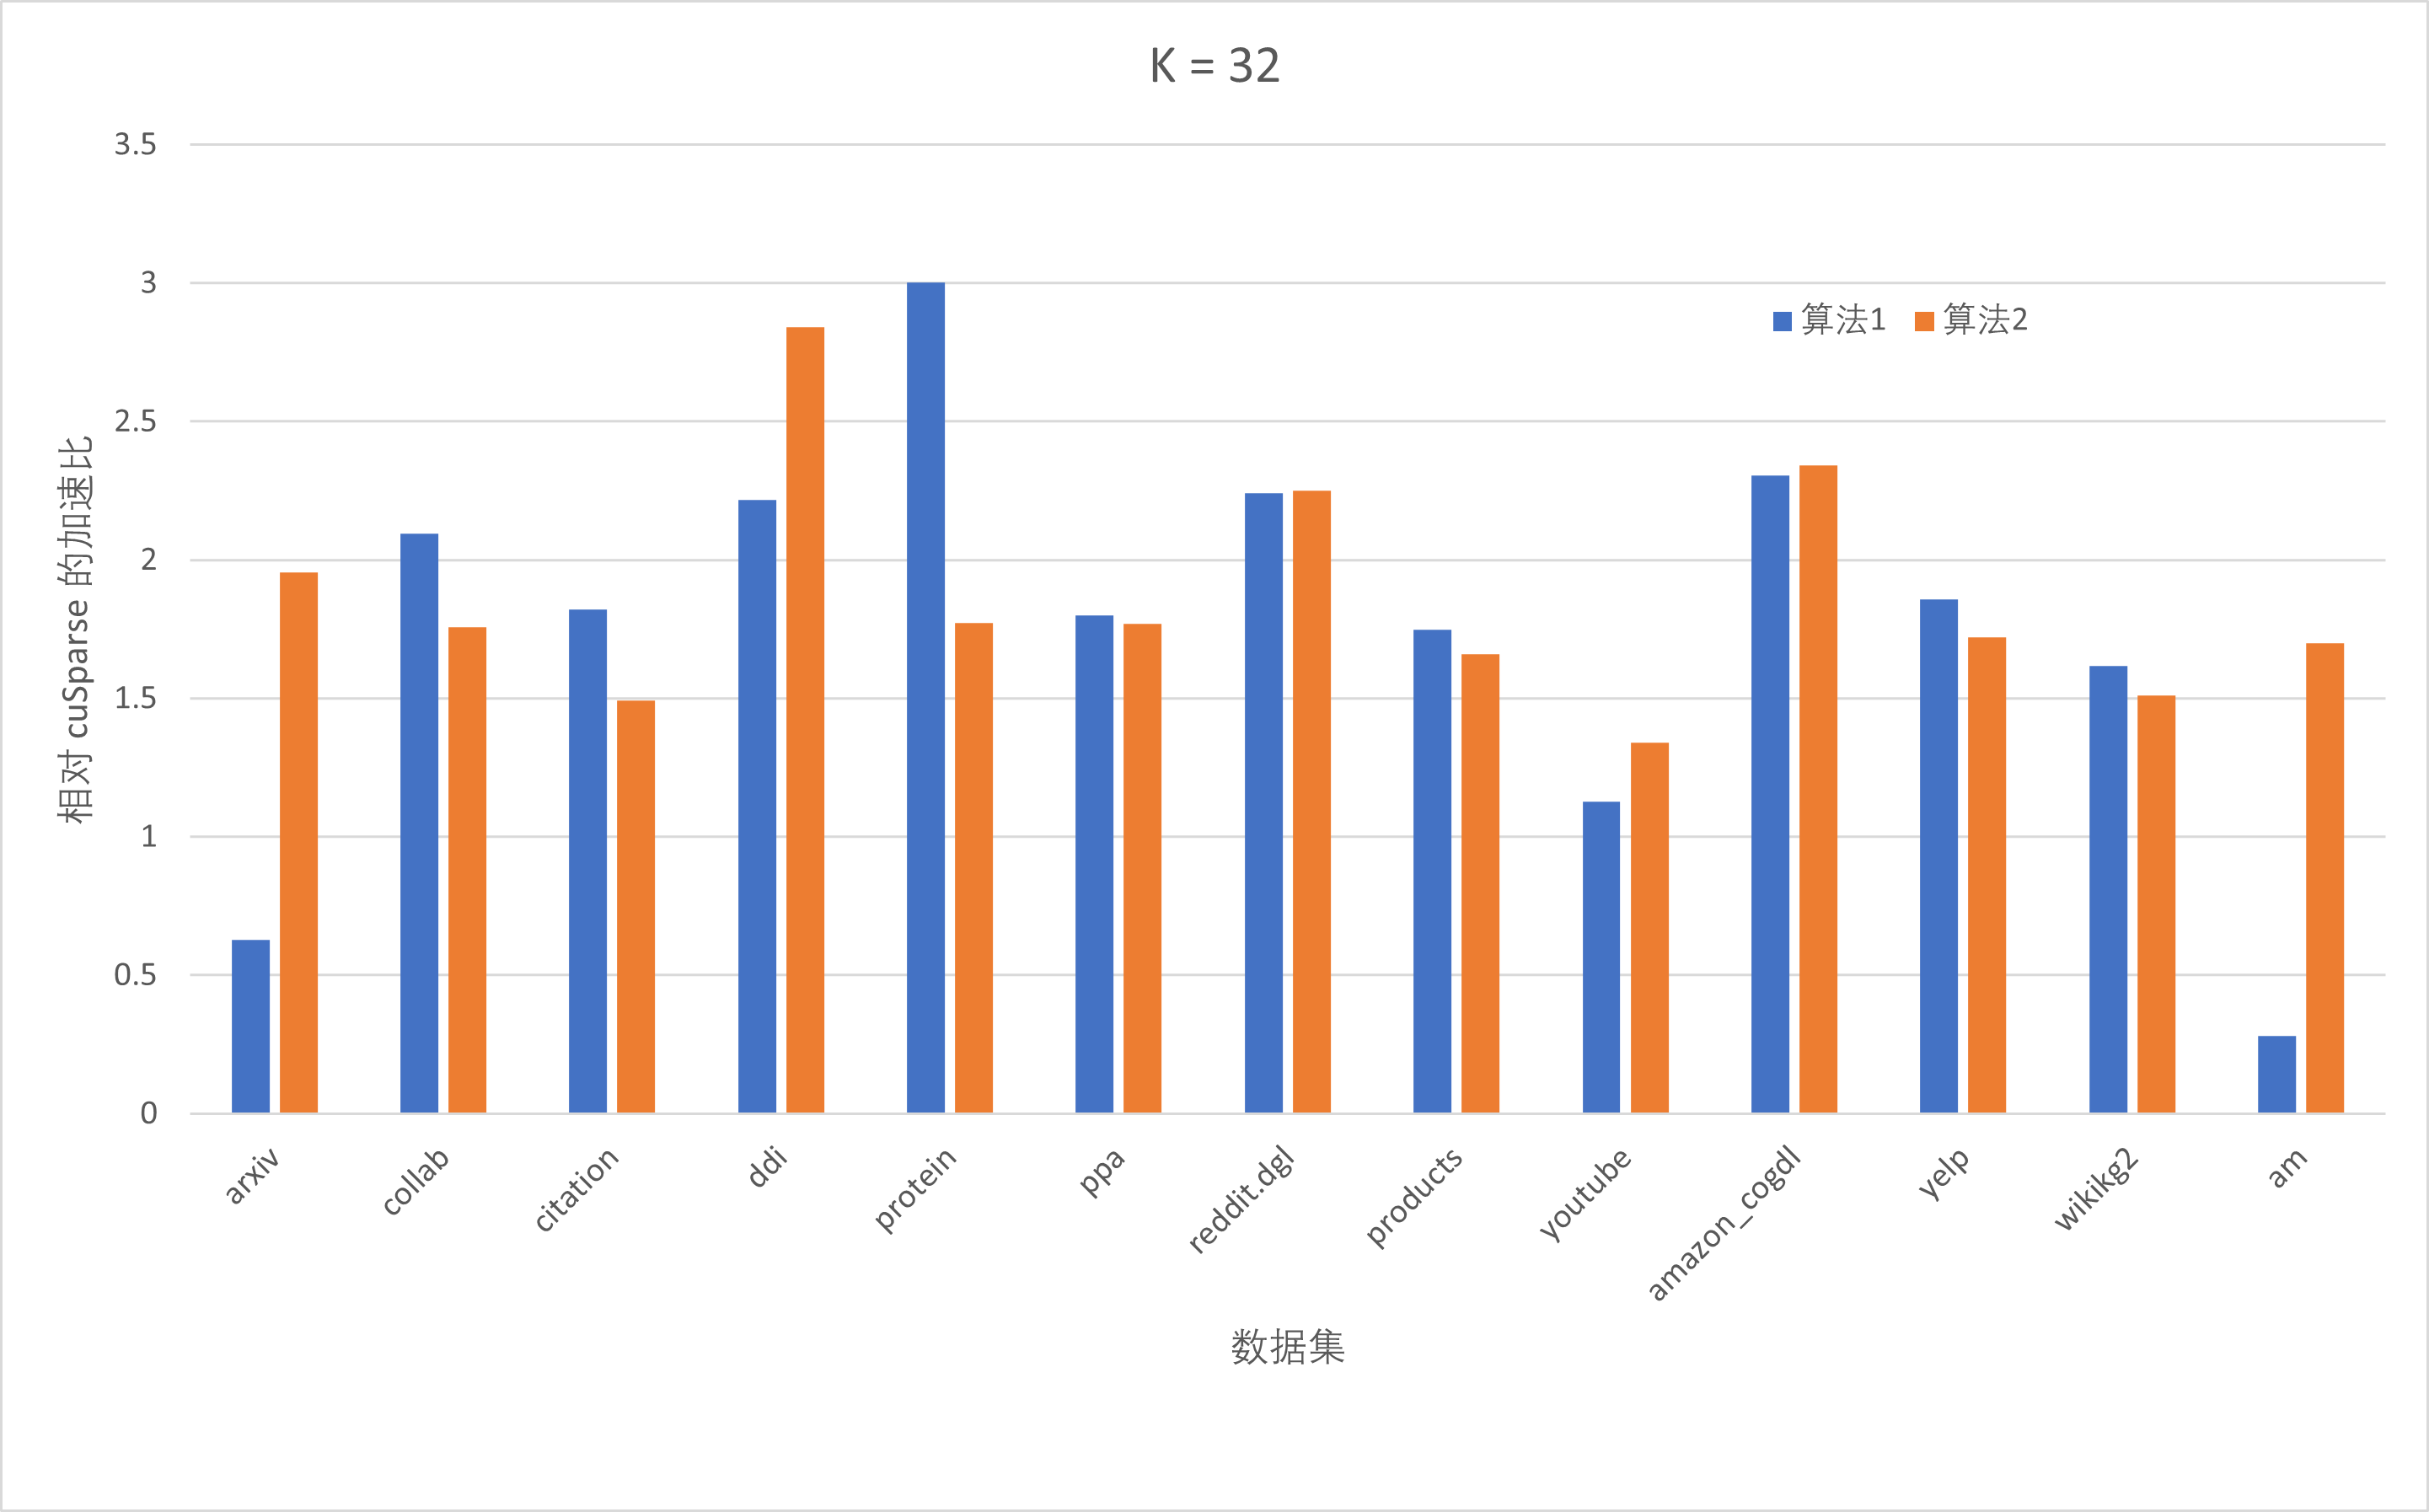 K = 32
3.5
3
2.5
2
1.5
1
0.5
0
相对 cuSparse 的加速比
算法1 算法2
arxiv
collab
citation
ddi
protein
ppa
reddit.dgl
products
youtube
amazon_cogdl
yelp
wikikg2
am
数据集